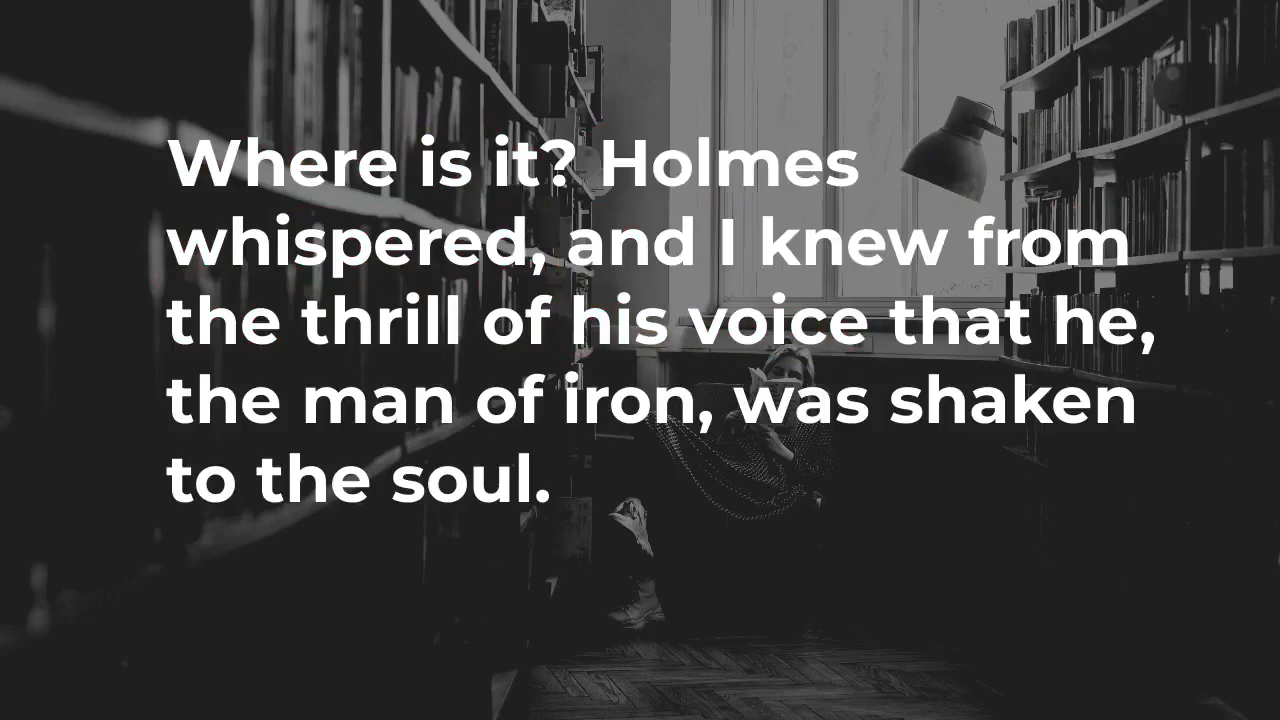 Where is it? Holmes
whispered, and I knew from
the thrill of his voice that he,
the man of iron, was shaken
to the soul.